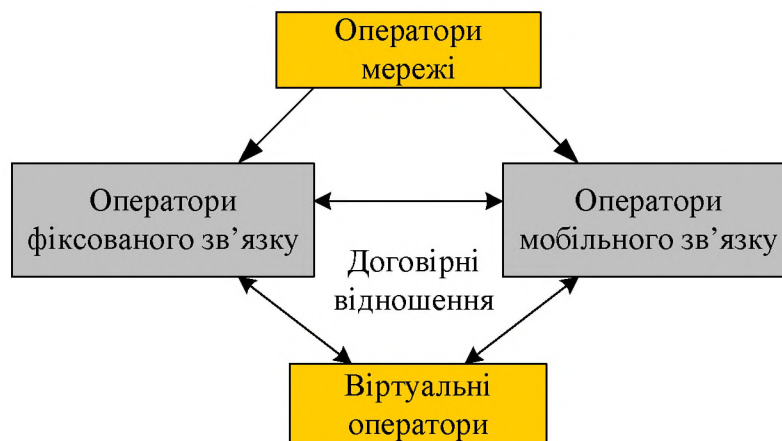 Оператори
мережі
Оператори
фіксованого зв’язку
Оператори
мобільного зв’язку
Договірні
відношення
Віртуальні
оператори